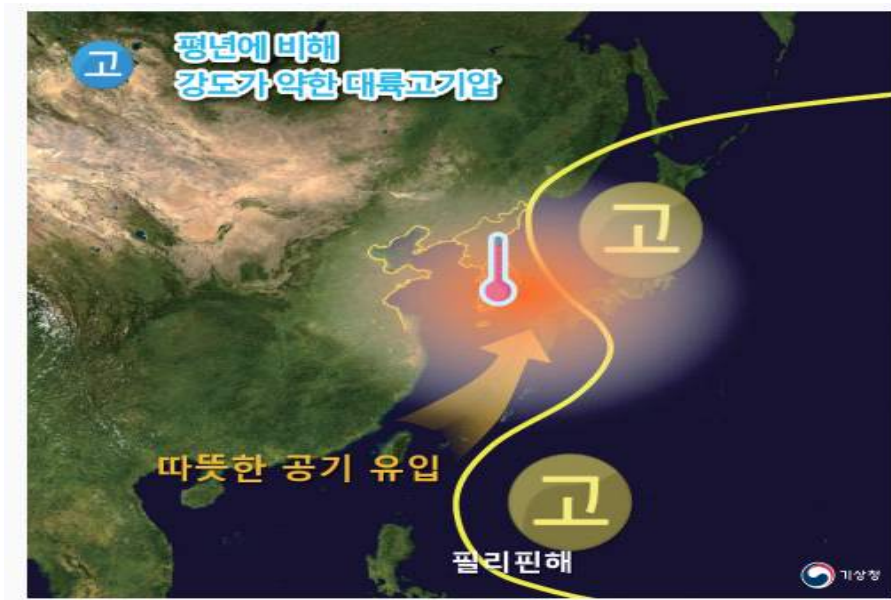 고
평년에 비해
강도가 약한 대륙고기압
고
따뜻한 공기 유입
고
필리핀해
기상청